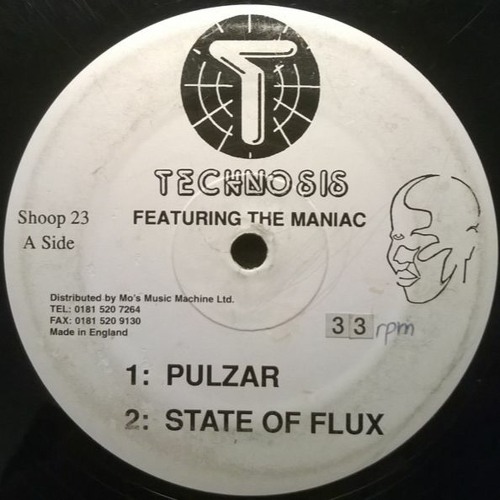 T
TECHNOSIS
FEATURING THE MANIAC
Shoop 23
A Side
Distributed by Mo's Music Machine Ltd.
TEL: 0181 520 7264
FAX: 0181 520 9130
Made in England
33 rpm
1: PULZAR
2: STATE OF FLUX